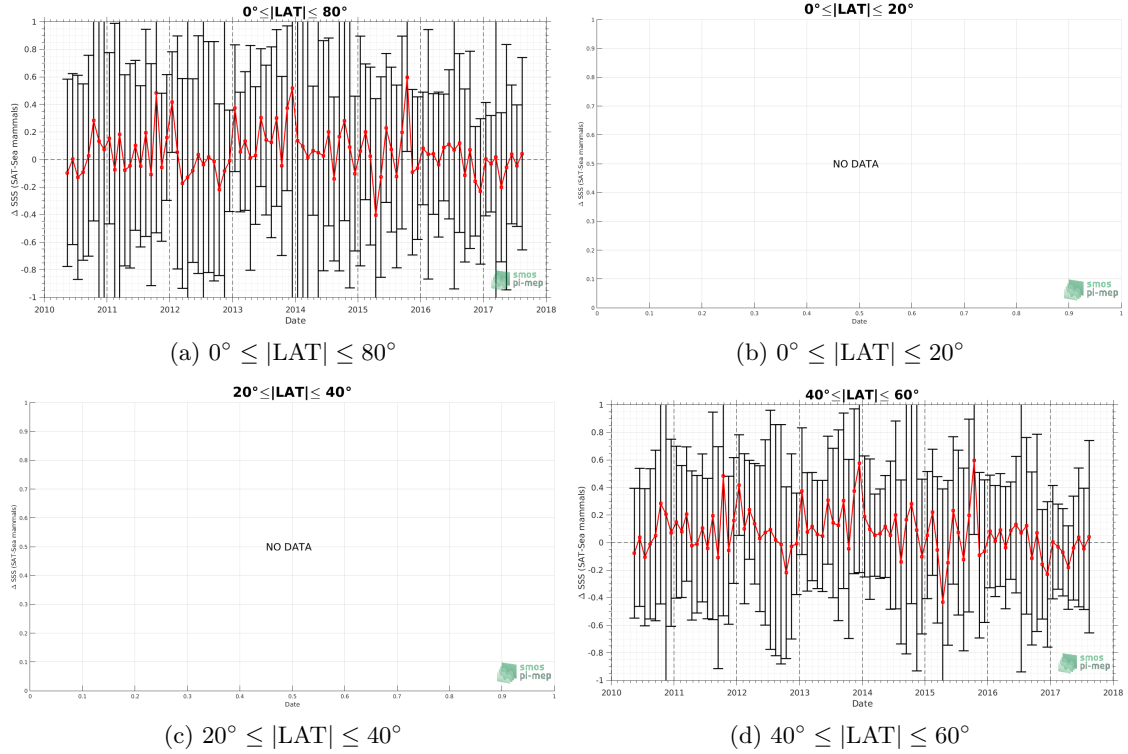 0°≤|LAT|≤ 80°
Δ SSS (SAT-Sea mammals)
1
0.8
0.6
0.4
0.2
0
-0.2
-0.4
-0.6
-0.8
-1
2010 2011 2012 2013 2014 2015 2016 2017 2018
Date
smos
pi-mep
(a) 0° ≤ |LAT| ≤ 80°
0°≤|LAT|≤ 20°
Δ SSS (SAT-Sea mammals)
1
0.9
0.8
0.7
0.6
0.5
0.4
0.3
0.2
0.1
0
NO DATA
0 0.1 0.2 0.3 0.4 0.5 0.6 0.7 0.8 0.9 1
Date
smos
pi-mep
(b) 0° ≤ |LAT| ≤ 20°
20°≤|LAT|≤ 40°
Δ SSS (SAT-Sea mammals)
1
0.9
0.8
0.7
0.6
0.5
0.4
0.3
0.2
0.1
0
NO DATA
0 0.1 0.2 0.3 0.4 0.5 0.6 0.7 0.8 0.9 1
Date
smos
pi-mep
(c) 20° ≤ |LAT| ≤ 40°
40°≤|LAT|≤ 60°
Δ SSS (SAT-Sea mammals)
1
0.8
0.6
0.4
0.2
0
-0.2
-0.4
-0.6
-0.8
-1
2010 2011 2012 2013 2014 2015 2016 2017 2018
Date
smos
pi-mep
(d) 40° ≤ |LAT| ≤ 60°